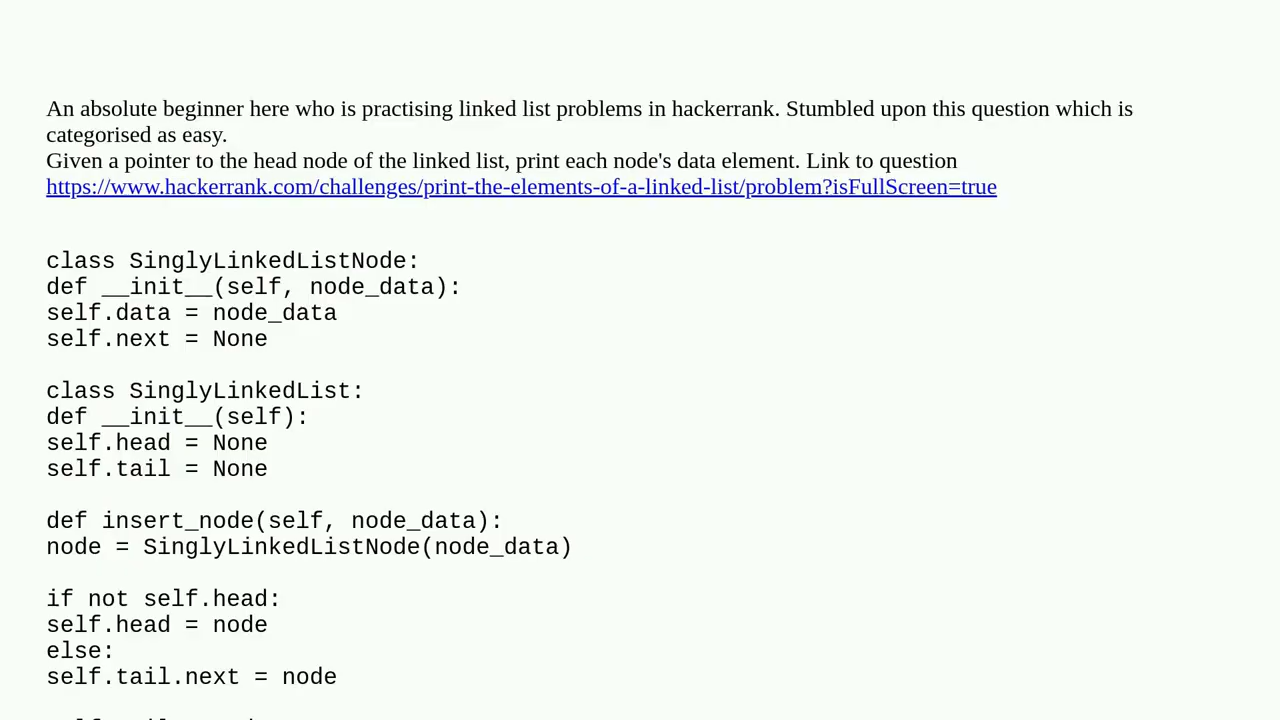 An absolute beginner here who is practising linked list problems in hackerrank. Stumbled upon this question which is
categorised as easy.
Given a pointer to the head node of the linked list, print each node's data element. Link to question
https://www.hackerrank.com/challenges/print-the-elements-of-a-linked-list/problem?isFullScreen=true
class SinglyLinkedListNode:
def __init__(self, node_data):
self.data = node_data
self.next = None
class SinglyLinkedList:
def __init__(self):
self.head = None
self.tail = None
def insert_node(self, node_data):
node = SinglyLinkedListNode(node_data)
if not self.head:
self.head = node
else:
self.tail.next = node